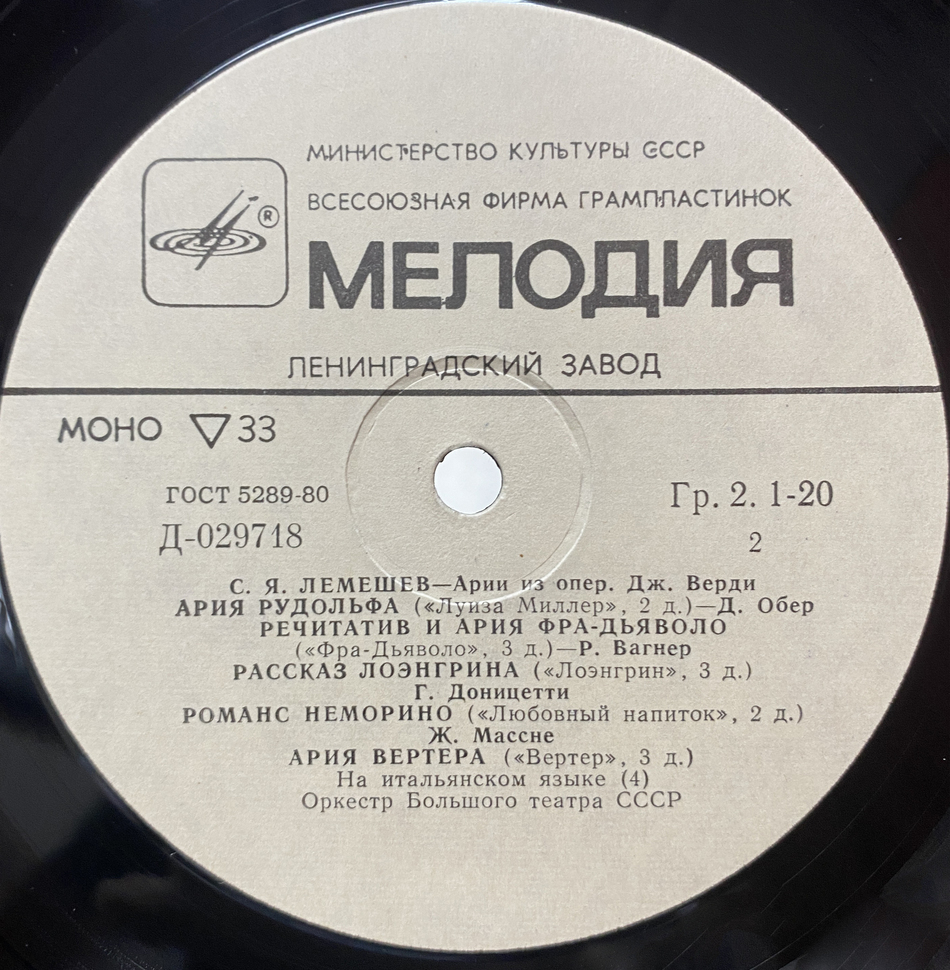 МИНИСТЕРСТВО КУЛЬТУРЫ СССР
®
ВСЕСОЮЗНАЯ ФИРМА ГРАМПЛАСТИНОК
МЕЛОДИЯ
ЛЕНИНГРАДСКИЙ ЗАВОД
МОНО 33
ГОСТ 5289-80
Гр. 2. 1-20
Д-029718
2
С. Я. ЛЕМЕШЕВ—Арии из опер. Дж. Верди
АРИЯ РУДОЛЬФА («Луиза Миллер», 2 д.)—Д. Обер
РЕЧИТАТИВ И АРИЯ ФРА-ДЬЯВОЛО
(«Фра-Дьяволо», 3 д.)—Р. Вагнер
РАССКАЗ ЛОЭНГРИНА («Лоэнгрин», 3 д.)
Г. Доницетти
РОМАНС НЕМОРИНО («Любовный напиток», 2 д.)
Ж. Массне
АРИЯ ВЕРТЕРА («Вертер», 3 д.)
На итальянском языке (4)
Оркестр Большого театра СССР